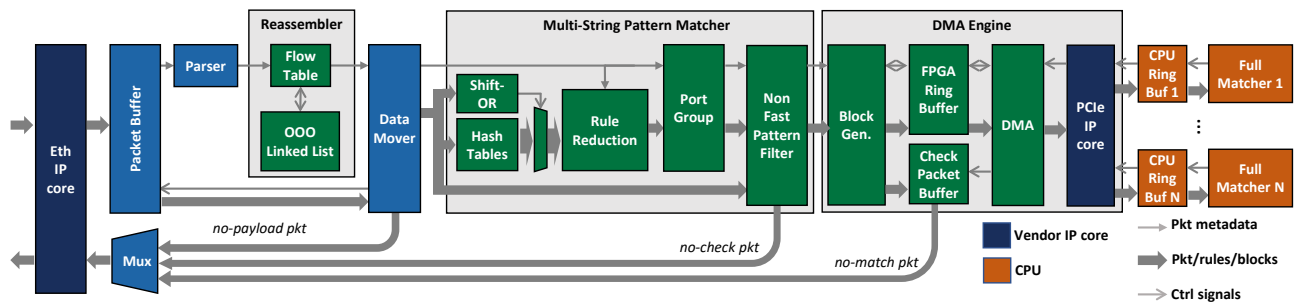 Reassembler
Multi-String Pattern Matcher
DMA Engine
Eth
IP
core
Packet Buffer
Parser
Flow
Table
OOO
Linked List
Data
Mover
Shift-
OR
Hash
Tables
Rule
Reduction
Port
Group
Non
Fast
Pattern
Filter
Block
Gen.
FPGA
Ring
Buffer
Check
Packet
Buffer
DMA
PCIe
IP
core
CPU
Ring
Buf 1
Full
Matcher 1
...
CPU
Ring
Buf N
Full
Matcher N
Mux
no-payload pkt
no-check pkt
no-match pkt
Vendor IP core
CPU
Pkt metadata
Pkt/rules/blocks
Ctrl signals